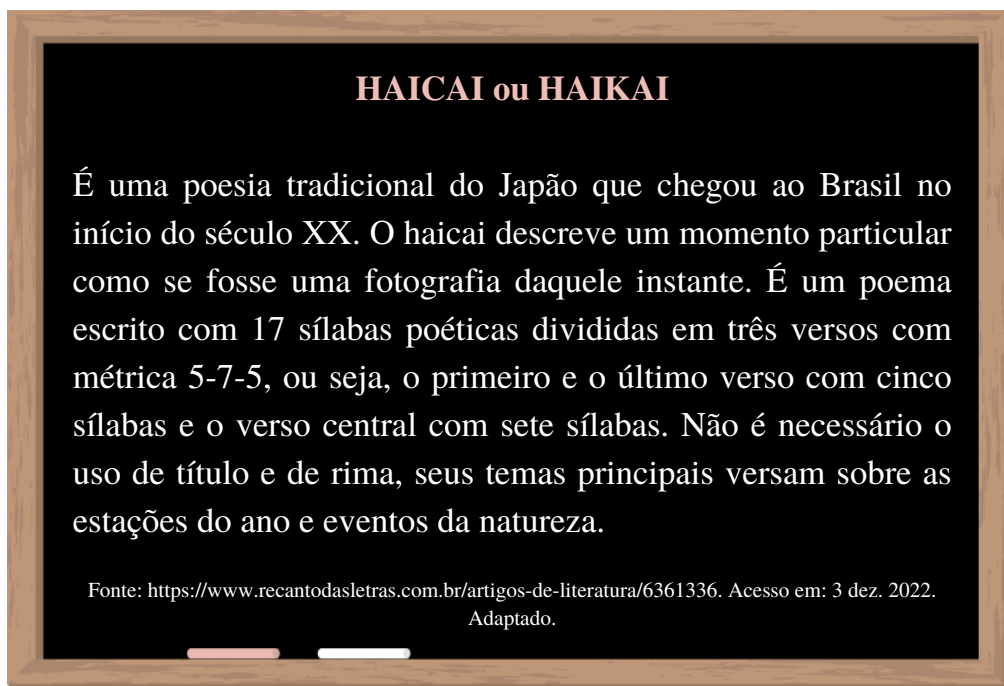 HAICAI ou HAIKAI
É uma poesia tradicional do Japão que chegou ao Brasil no
início do século XX. O haicai descreve um momento particular
como se fosse uma fotografia daquele instante. É um poema
escrito com 17 sílabas poéticas divididas em três versos com
métrica 5-7-5, ou seja, o primeiro e o último verso com cinco
sílabas e o verso central com sete sílabas. Não é necessário o
uso de título e de rima, seus temas principais versam sobre as
estações do ano e eventos da natureza.
Fonte: https://www.recantodasletras.com.br/artigos-de-literatura/6361336. Acesso em: 3 dez. 2022.
Adaptado.